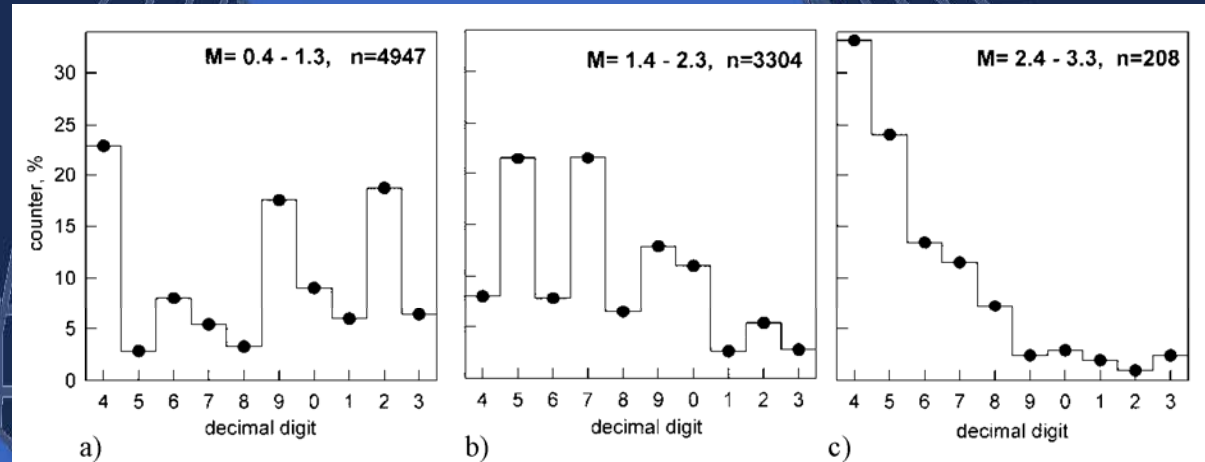 M= 0.4 - 1.3, n=4947
counter, %
30
25
20
15
10
5
0
4 5 6 7 8 9 0 1 2 3
decimal digit
a)
M= 1.4 - 2.3, n=3304
4 5 6 7 8 9 0 1 2 3
decimal digit
b)
M= 2.4 - 3.3, n=208
4 5 6 7 8 9 0 1 2 3
decimal digit
c)